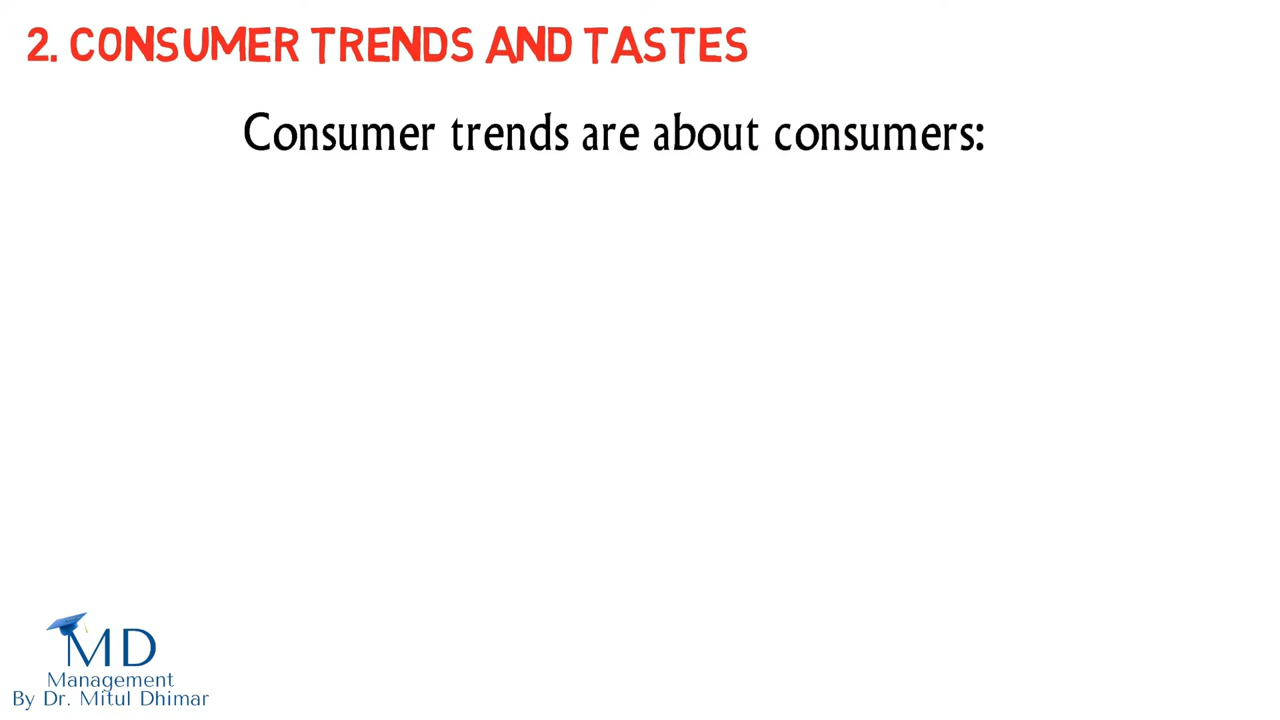 2. CONSUMER TRENDS AND TASTES
Consumer trends are about consumers:
MD
Management
By Dr. Mitul Dhimar